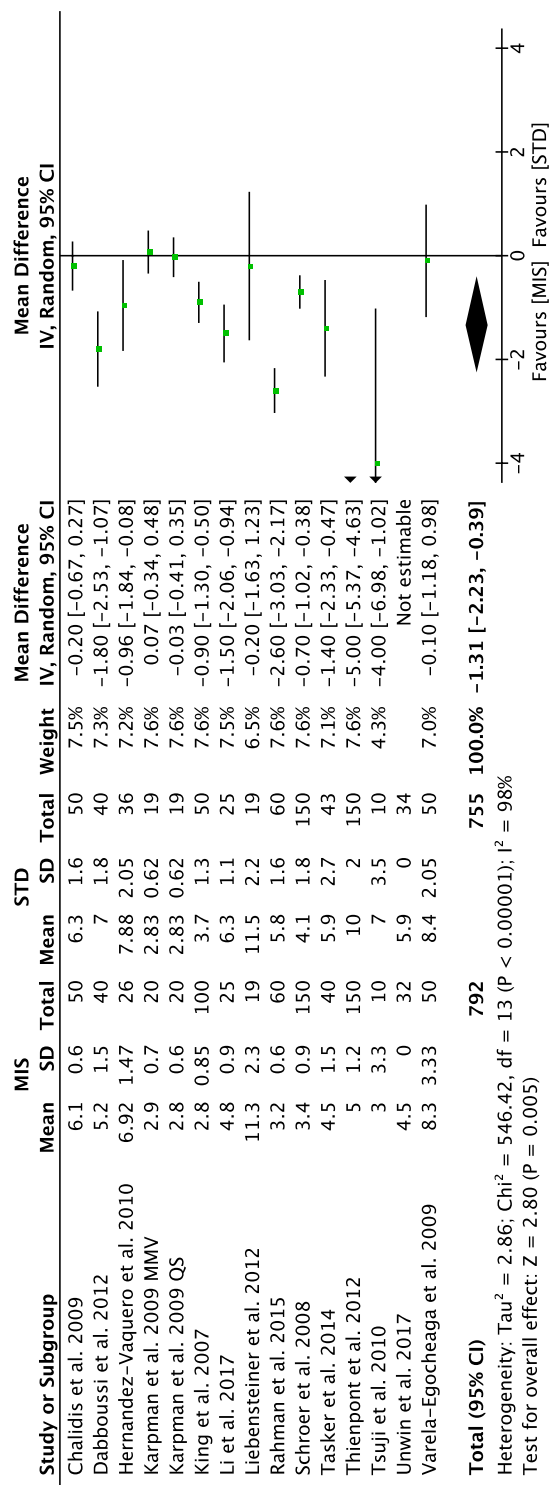 MIS STD Mean Difference Mean Difference
Study or Subgroup Mean SD Total Mean SD Total Weight IV, Random, 95% CI IV, Random, 95% CI
Chalidis et al. 2009 6.1 0.6 50 6.3 1.6 50 7.5% −0.20 [−0.67, 0.27]
Dabboussi et al. 2012 5.2 1.5 40 7 1.8 40 7.3% −1.80 [−2.53, −1.07]
Hernandez−Vaquero et al. 2010 6.92 1.47 26 7.88 2.05 36 7.2% −0.96 [−1.84, −0.08]
Karpman et al. 2009 MMV 2.9 0.7 20 2.83 0.62 19 7.6% 0.07 [−0.34, 0.48]
Karpman et al. 2009 QS 2.8 0.6 20 2.83 0.62 19 7.6% −0.03 [−0.41, 0.35]
King et al. 2007 2.8 0.85 100 3.7 1.3 50 7.6% −0.90 [−1.30, −0.50]
Li et al. 2017 4.8 0.9 25 6.3 1.1 25 7.5% −1.50 [−2.06, −0.94]
Liebensteiner et al. 2012 11.3 2.3 19 11.5 2.2 19 6.5% −0.20 [−1.63, 1.23]
Rahman et al. 2015 3.2 0.6 60 5.8 1.6 60 7.6% −2.60 [−3.03, −2.17]
Schroer et al. 2008 3.4 0.9 150 4.1 1.8 150 7.6% −0.70 [−1.02, −0.38]
Tasker et al. 2014 4.5 1.5 40 5.9 2.7 43 7.1% −1.40 [−2.33, −0.47]
Thienpont et al. 2012 5 1.2 150 10 2 150 7.6% −5.00 [−5.37, −4.63]
Tsuji et al. 2010 3 3.3 10 7 3.5 10 4.3% −4.00 [−6.98, −1.02]
Unwin et al. 2017 4.5 0 32 5.9 0 34 Not estimable
Varela−Egocheaga et al. 2009 8.3 3.33 50 8.4 2.05 50 7.0% −0.10 [−1.18, 0.98]
Total (95% CI) 792 755 100.0% −1.31 [−2.23, −0.39]
Heterogeneity: Tau² = 2.86; Chi² = 546.42, df = 13 (P < 0.00001); I² = 98%
Test for overall effect: Z = 2.80 (P = 0.005)
−4 −2 0 2 4
Favours [MIS] Favours [STD]